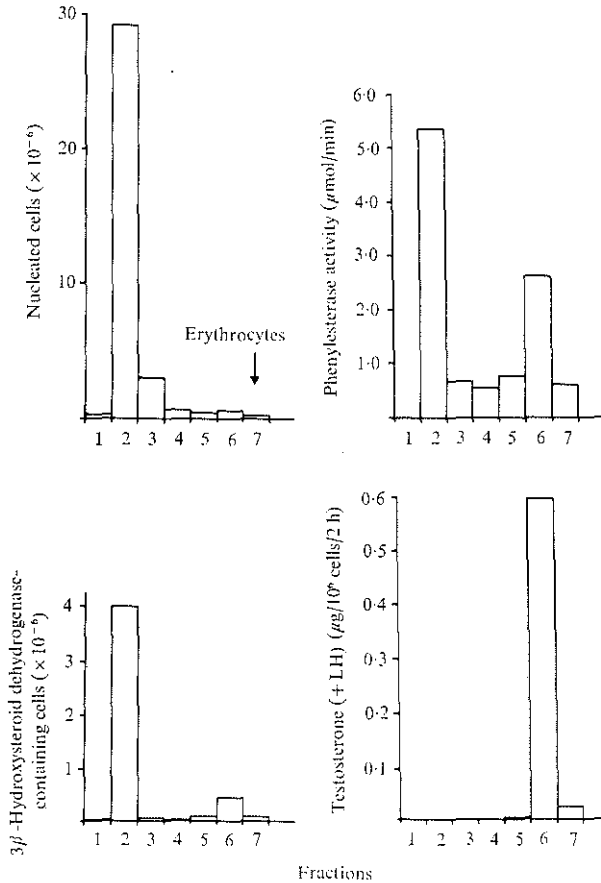 Nucleated cells (× 10⁻⁶)
30
20
10
Erythrocytes
1 2 3 4 5 6 7
Phenylesterase activity (μmol/min)
6·0
5·0
4·0
3·0
2·0
1·0
1 2 3 4 5 6 7
3β-Hydroxysteroid dehydrogenase-
containing cells (× 10⁻⁶)
4
3
2
1
1 2 3 4 5 6 7
Testosterone (+ LH) (μg/10⁶ cells/2 h)
0·6
0·5
0·4
0·3
0·2
0·1
1 2 3 4 5 6 7
Fractions